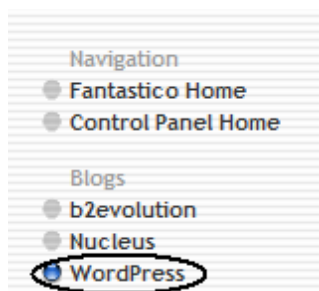 Navigation
Fantastico Home
Control Panel Home
Blogs
b2evolution
Nucleus
WordPress